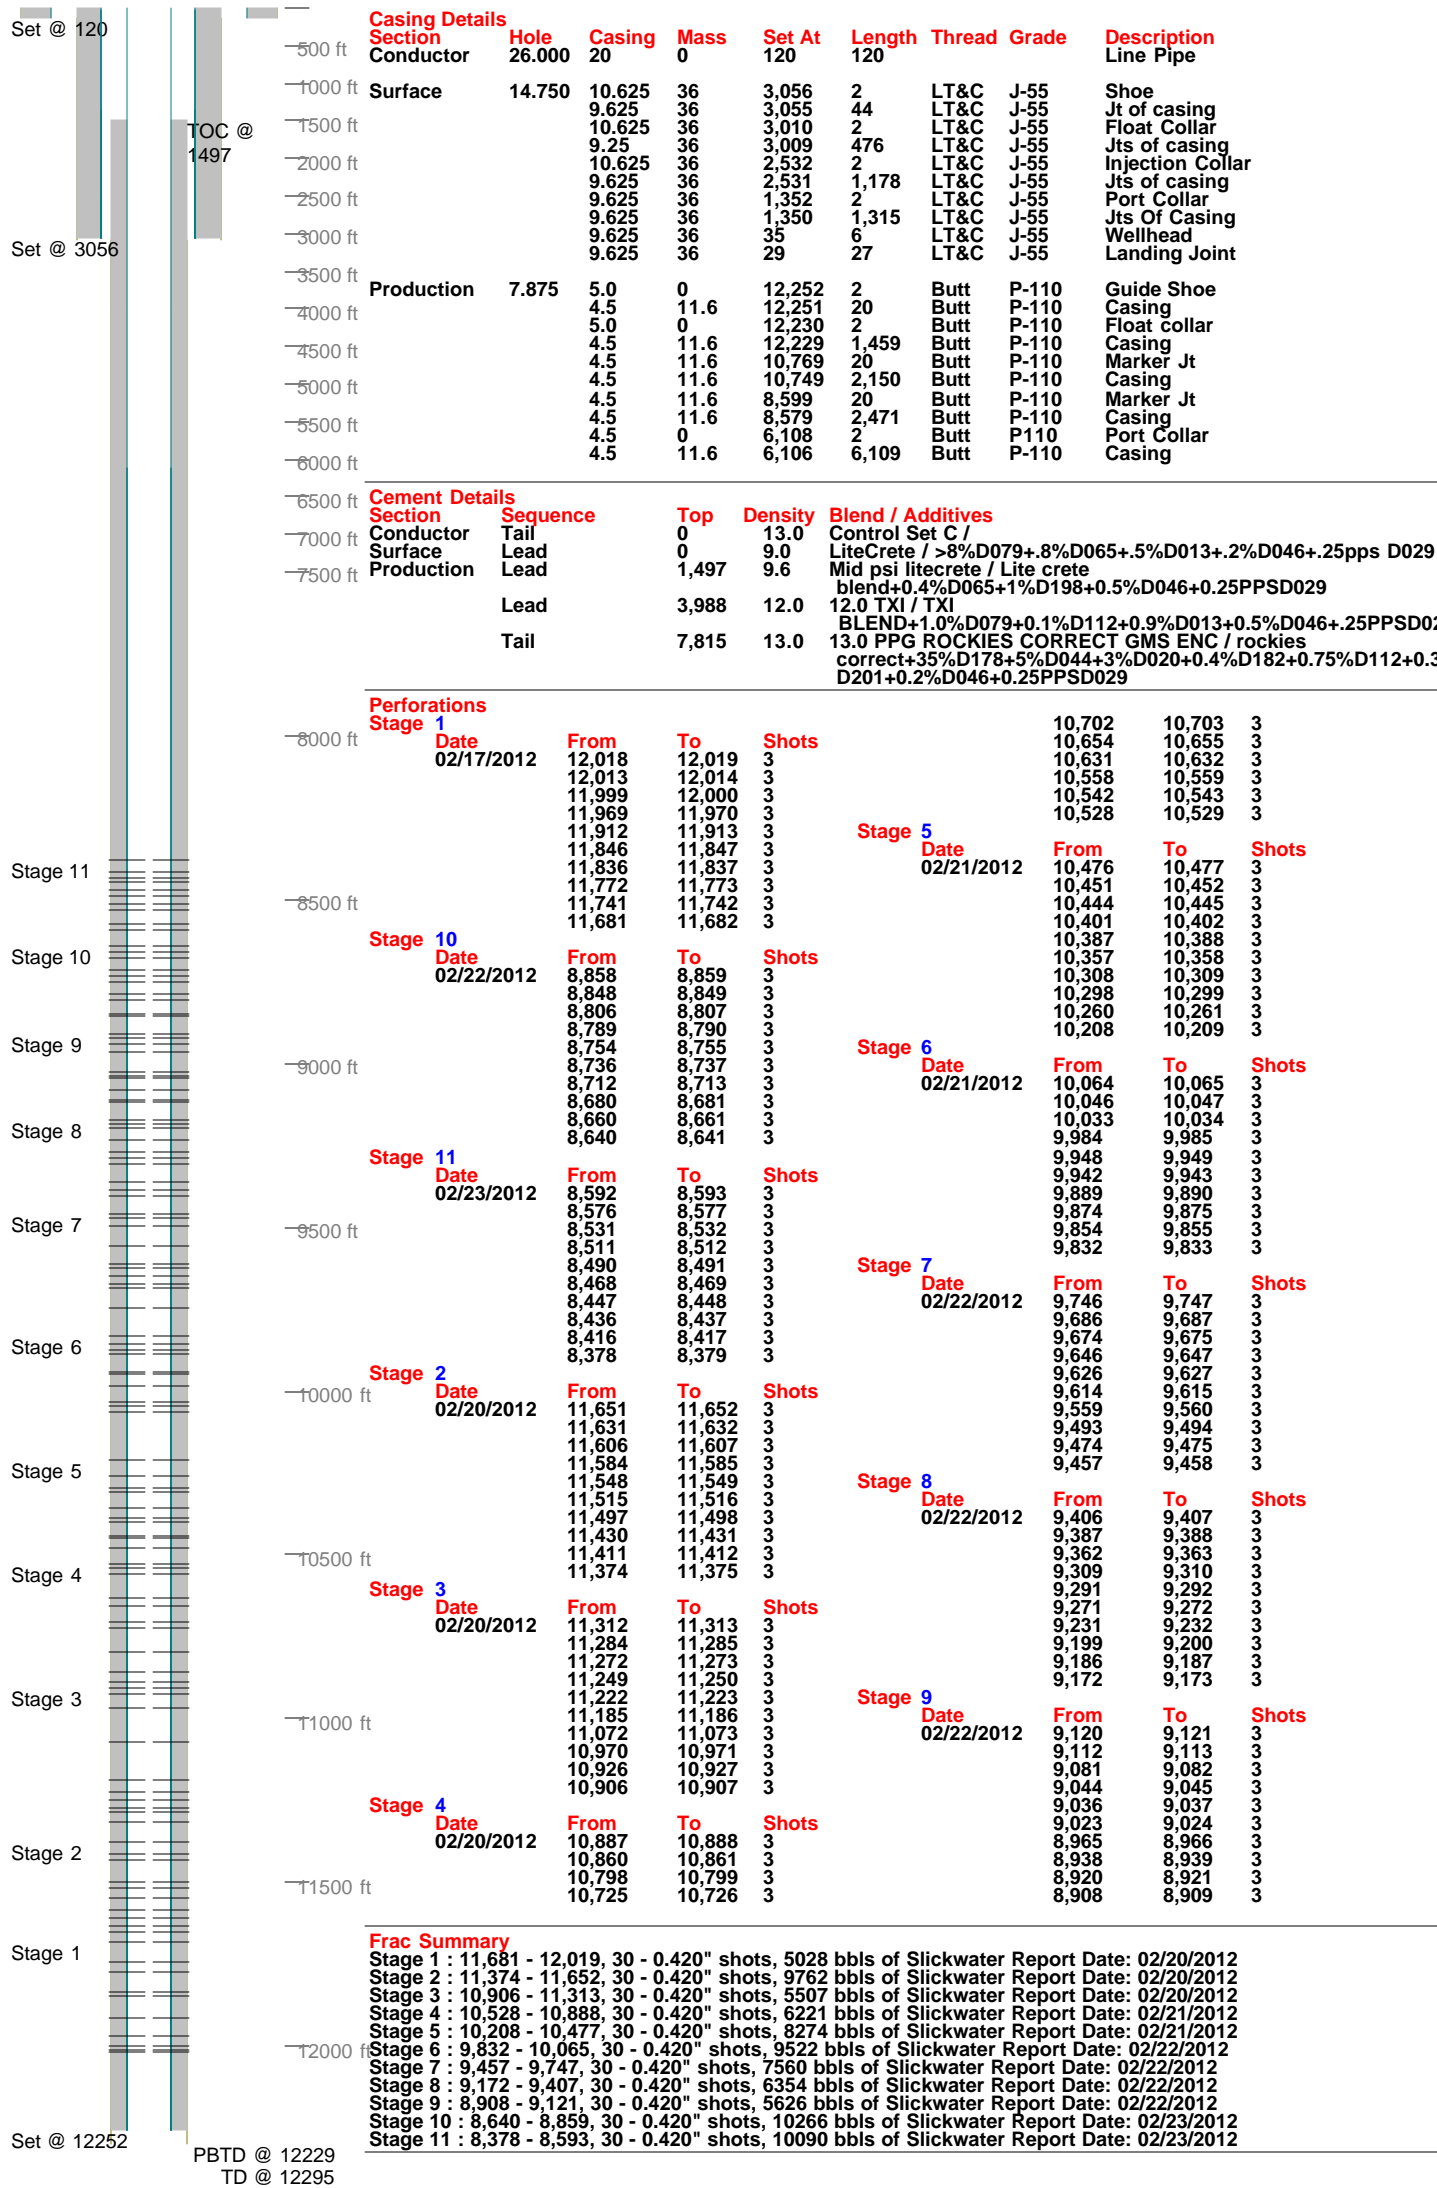 Set @ 120
TOC @
1497
Set @ 3056
Stage 11
Stage 10
Stage 9
Stage 8
Stage 7
Stage 6
Stage 5
Stage 4
Stage 3
Stage 2
Stage 1
Set @ 12252
PBTD @ 12229
TD @ 12295
500 ft
1000 ft
1500 ft
2000 ft
2500 ft
3000 ft
3500 ft
4000 ft
4500 ft
5000 ft
5500 ft
6000 ft
6500 ft
7000 ft
7500 ft
8000 ft
8500 ft
9000 ft
9500 ft
10000 ft
10500 ft
11000 ft
11500 ft
12000 ft
Casing Details
Section Hole Casing Mass Set At Length Thread Grade Description
Conductor 26.000 20 0 120 120 Line Pipe
Surface 14.750 10.625 36 3,056 2 LT&C J-55 Shoe
9.625 36 3,055 44 LT&C J-55 Jt of casing
10.625 36 3,010 2 LT&C J-55 Float Collar
9.25 36 3,009 476 LT&C J-55 Jts of casing
10.625 36 2,532 2 LT&C J-55 Injection Collar
9.625 36 2,531 1,178 LT&C J-55 Jts of casing
9.625 36 1,352 2 LT&C J-55 Port Collar
9.625 36 1,350 1,315 LT&C J-55 Jts Of Casing
9.625 36 35 6 LT&C J-55 Wellhead
9.625 36 29 27 LT&C J-55 Landing Joint
Production 7.875 5.0 0 12,252 2 Butt P-110 Guide Shoe
4.5 11.6 12,251 20 Butt P-110 Casing
5.0 0 12,230 2 Butt P-110 Float collar
4.5 11.6 12,229 1,459 Butt P-110 Casing
4.5 11.6 10,769 20 Butt P-110 Marker Jt
4.5 11.6 10,749 2,150 Butt P-110 Casing
4.5 11.6 8,599 20 Butt P-110 Marker Jt
4.5 11.6 8,579 2,471 Butt P-110 Casing
4.5 0 6,108 2 Butt P110 Port Collar
4.5 11.6 6,106 6,109 Butt P-110 Casing
Cement Details
Section Sequence Top Density Blend / Additives
Conductor Tail 0 13.0 Control Set C /
Surface Lead 0 9.0 LiteCrete / >8%D079+.8%D065+.5%D013+.2%D046+.25pps D029
Production Lead 1,497 9.6 Mid psi litecrete / Lite crete
blend+0.4%D065+1%D198+0.5%D046+0.25PPSD029
Lead 3,988 12.0 12.0 TXI / TXI
BLEND+1.0%D079+0.1%D112+0.9%D013+0.5%D046+.25PPSD02
Tail 7,815 13.0 13.0 PPG ROCKIES CORRECT GMS ENC / rockies
correct+35%D178+5%D044+3%D020+0.4%D182+0.75%D112+0.3
D201+0.2%D046+0.25PPSD029
Perforations
Stage 1
Date From To Shots
02/17/2012 12,018 12,019 3
12,013 12,014 3
11,999 12,000 3
11,969 11,970 3
11,912 11,913 3
11,846 11,847 3
11,836 11,837 3
11,772 11,773 3
11,741 11,742 3
11,681 11,682 3
Stage 10
Date From To Shots
02/22/2012 8,858 8,859 3
8,848 8,849 3
8,806 8,807 3
8,789 8,790 3
8,754 8,755 3
8,736 8,737 3
8,712 8,713 3
8,680 8,681 3
8,660 8,661 3
8,640 8,641 3
Stage 11
Date From To Shots
02/23/2012 8,592 8,593 3
8,576 8,577 3
8,531 8,532 3
8,511 8,512 3
8,490 8,491 3
8,468 8,469 3
8,447 8,448 3
8,436 8,437 3
8,416 8,417 3
8,378 8,379 3
Stage 2
Date From To Shots
02/20/2012 11,651 11,652 3
11,631 11,632 3
11,606 11,607 3
11,584 11,585 3
11,548 11,549 3
11,515 11,516 3
11,497 11,498 3
11,430 11,431 3
11,411 11,412 3
11,374 11,375 3
Stage 3
Date From To Shots
02/20/2012 11,312 11,313 3
11,284 11,285 3
11,272 11,273 3
11,249 11,250 3
11,222 11,223 3
11,185 11,186 3
11,072 11,073 3
10,970 10,971 3
10,926 10,927 3
10,906 10,907 3
Stage 4
Date From To Shots
02/20/2012 10,887 10,888 3
10,860 10,861 3
10,798 10,799 3
10,725 10,726 3
10,702 10,703 3
10,654 10,655 3
10,631 10,632 3
10,558 10,559 3
10,542 10,543 3
10,528 10,529 3
Stage 5
Date From To Shots
02/21/2012 10,476 10,477 3
10,451 10,452 3
10,444 10,445 3
10,401 10,402 3
10,387 10,388 3
10,357 10,358 3
10,308 10,309 3
10,298 10,299 3
10,260 10,261 3
10,208 10,209 3
Stage 6
Date From To Shots
02/21/2012 10,064 10,065 3
10,046 10,047 3
10,033 10,034 3
9,984 9,985 3
9,948 9,949 3
9,942 9,943 3
9,889 9,890 3
9,874 9,875 3
9,854 9,855 3
9,832 9,833 3
Stage 7
Date From To Shots
02/22/2012 9,746 9,747 3
9,686 9,687 3
9,674 9,675 3
9,646 9,647 3
9,626 9,627 3
9,614 9,615 3
9,559 9,560 3
9,493 9,494 3
9,474 9,475 3
9,457 9,458 3
Stage 8
Date From To Shots
02/22/2012 9,406 9,407 3
9,387 9,388 3
9,362 9,363 3
9,309 9,310 3
9,291 9,292 3
9,271 9,272 3
9,231 9,232 3
9,199 9,200 3
9,186 9,187 3
9,172 9,173 3
Stage 9
Date From To Shots
02/22/2012 9,120 9,121 3
9,112 9,113 3
9,081 9,082 3
9,044 9,045 3
9,036 9,037 3
9,023 9,024 3
8,965 8,966 3
8,938 8,939 3
8,920 8,921 3
8,908 8,909 3
Frac Summary
Stage 1 : 11,681 - 12,019, 30 - 0.420" shots, 5028 bbls of Slickwater Report Date: 02/20/2012
Stage 2 : 11,374 - 11,652, 30 - 0.420" shots, 9762 bbls of Slickwater Report Date: 02/20/2012
Stage 3 : 10,906 - 11,313, 30 - 0.420" shots, 5507 bbls of Slickwater Report Date: 02/20/2012
Stage 4 : 10,528 - 10,888, 30 - 0.420" shots, 6221 bbls of Slickwater Report Date: 02/21/2012
Stage 5 : 10,208 - 10,477, 30 - 0.420" shots, 8274 bbls of Slickwater Report Date: 02/21/2012
Stage 6 : 9,832 - 10,065, 30 - 0.420" shots, 9522 bbls of Slickwater Report Date: 02/22/2012
Stage 7 : 9,457 - 9,747, 30 - 0.420" shots, 7560 bbls of Slickwater Report Date: 02/22/2012
Stage 8 : 9,172 - 9,407, 30 - 0.420" shots, 6354 bbls of Slickwater Report Date: 02/22/2012
Stage 9 : 8,908 - 9,121, 30 - 0.420" shots, 5626 bbls of Slickwater Report Date: 02/22/2012
Stage 10 : 8,640 - 8,859, 30 - 0.420" shots, 10266 bbls of Slickwater Report Date: 02/23/2012
Stage 11 : 8,378 - 8,593, 30 - 0.420" shots, 10090 bbls of Slickwater Report Date: 02/23/2012